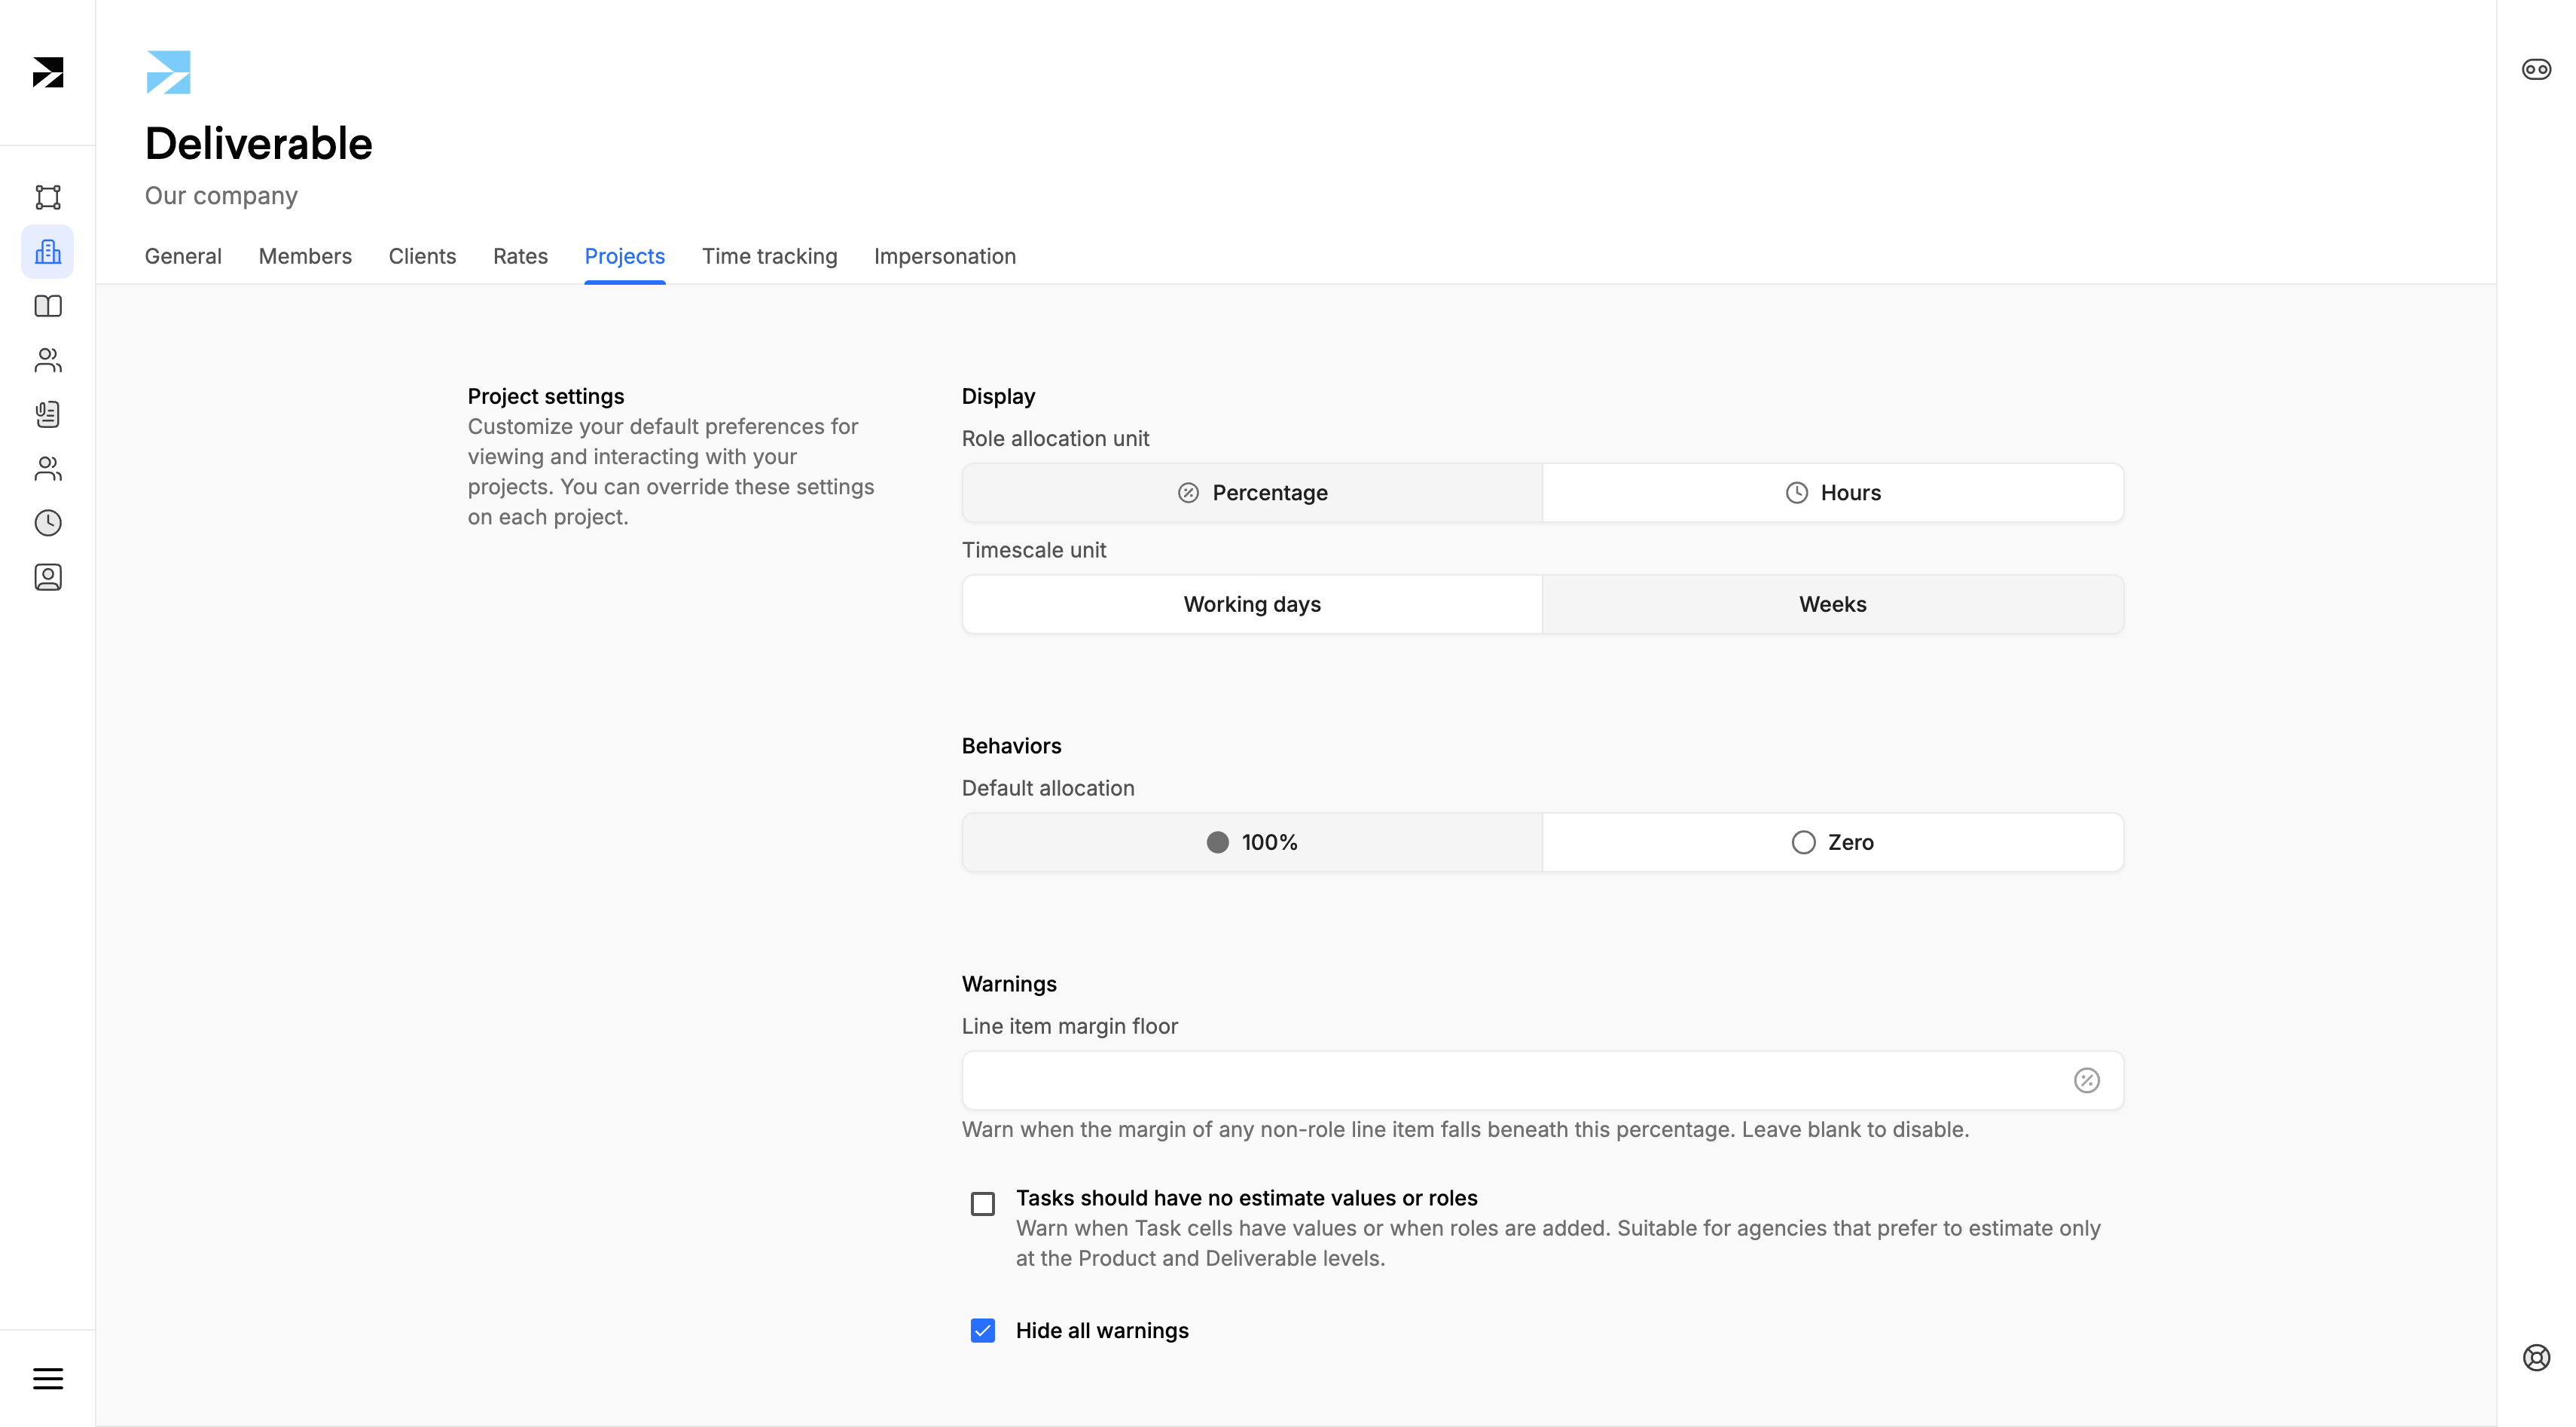 Deliverable
Our company
General
Members
Clients
Rates
Projects
Time tracking
Impersonation
Project settings
Customize your default preferences for
viewing and interacting with your
projects. You can override these settings
on each project.
Display
Role allocation unit
Percentage
Hours
Timescale unit
Working days
Weeks
Behaviors
Default allocation
100%
Zero
Warnings
Line item margin floor
Warn when the margin of any non-role line item falls beneath this percentage. Leave blank to disable.
Tasks should have no estimate values or roles
Warn when Task cells have values or when roles are added. Suitable for agencies that prefer to estimate only
at the Product and Deliverable levels.
Hide all warnings